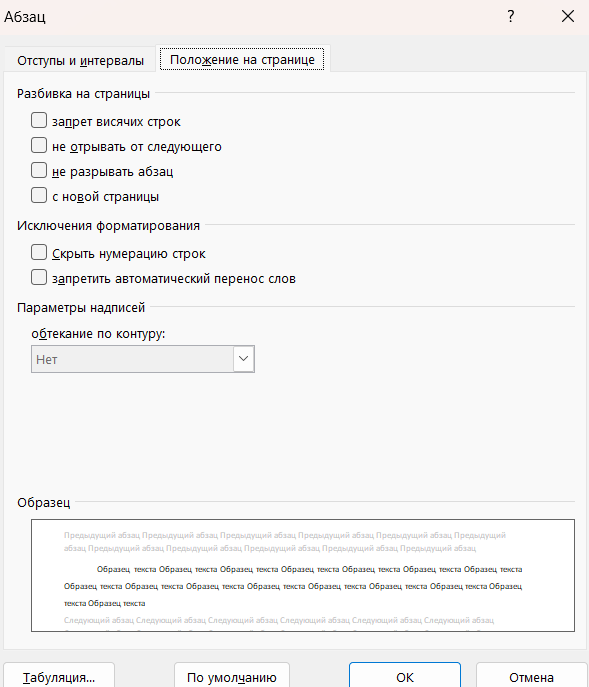 Абзац ?
Отступы и интервалы Положение на странице
Разбивка на страницы
запрет висячих строк
не отрывать от следующего
не разрывать абзац
с новой страницы
Исключения форматирования
Скрыть нумерацию строк
запретить автоматический перенос слов
Параметры надписей
обтекание по контуру:
Нет
Образец
Предыдущий абзац Предыдущий абзац Предыдущий абзац Предыдущий абзац Предыдущий абзац Предыдущий
абзац Предыдущий абзац Предыдущий абзац Предыдущий абзац Предыдущий абзац Предыдущий абзац
Образец текста Образец текста Образец текста Образец текста Образец текста Образец текста Образец текста
Образец текста Образец текста Образец текста Образец текста Образец текста Образец текста Образец текста Образец
текста Образец текста
Следующий абзац Следующий абзац Следующий абзац Следующий абзац Следующий абзац Следующий абзац
Табуляция... По умолчанию ОК Отмена